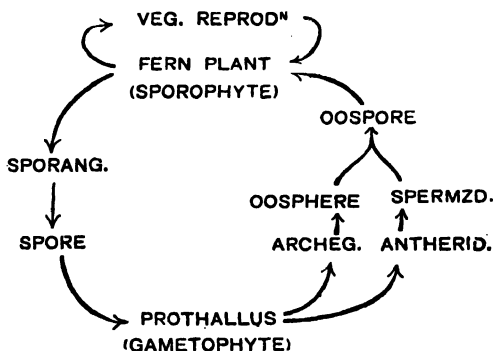 VEG. REPRODᴺ
FERN PLANT
(SPOROPHYTE)
OOSPORE
SPORANG.
OOSPHERE SPERMZD.
SPORE
ARCHEG. ANTHERID.
PROTHALLUS
(GAMETOPHYTE)